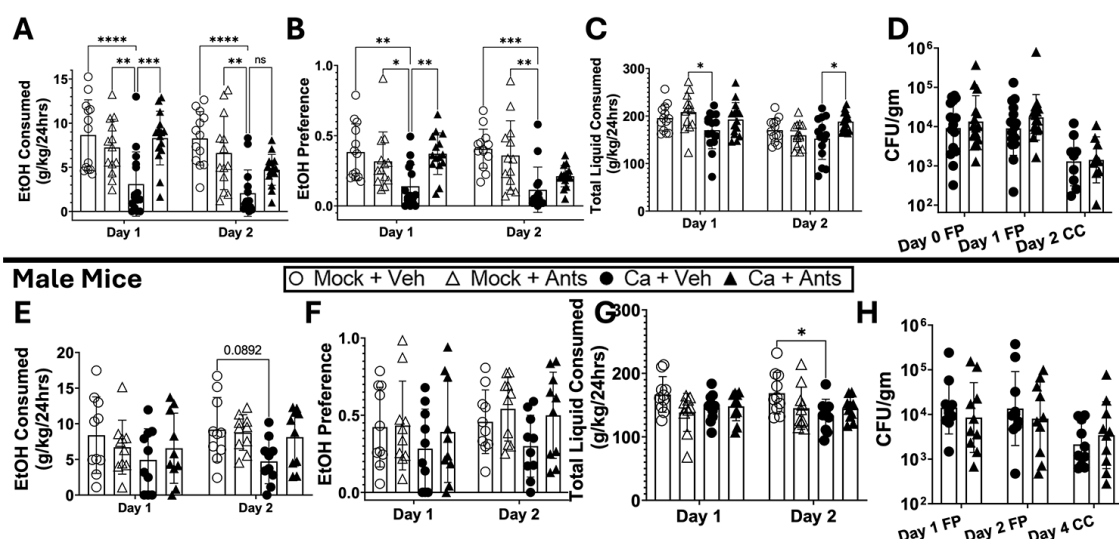 A
EtOH Consumed
(g/kg/24hrs)
15
10
5
0
****
**
***
****
**
ns
Day 1
Day 2
B
EtOH Preference
1.0
0.5
0.0
**
*
**
***
**
Day 1
Day 2
C
Total Liquid Consumed
(g/kg/24hrs)
300
200
100
0
*
*
Day 1
Day 2
D
CFU/gm
10⁶
10⁵
10⁴
10³
10²
Day 0 FP
Day 1 FP
Day 2 CC
Male Mice
Mock + Veh Mock + Ants Ca + Veh Ca + Ants
E
EtOH Consumed
(g/kg/24hrs)
20
15
10
5
0
0.0892
Day 1
Day 2
F
EtOH Preference
1.0
0.5
0.0
Day 1
Day 2
G
Total Liquid Consumed
(g/kg/24hrs)
300
200
100
0
*
Day 1
Day 2
H
CFU/gm
10⁶
10⁵
10⁴
10³
10²
Day 1 FP
Day 2 FP
Day 4 CC